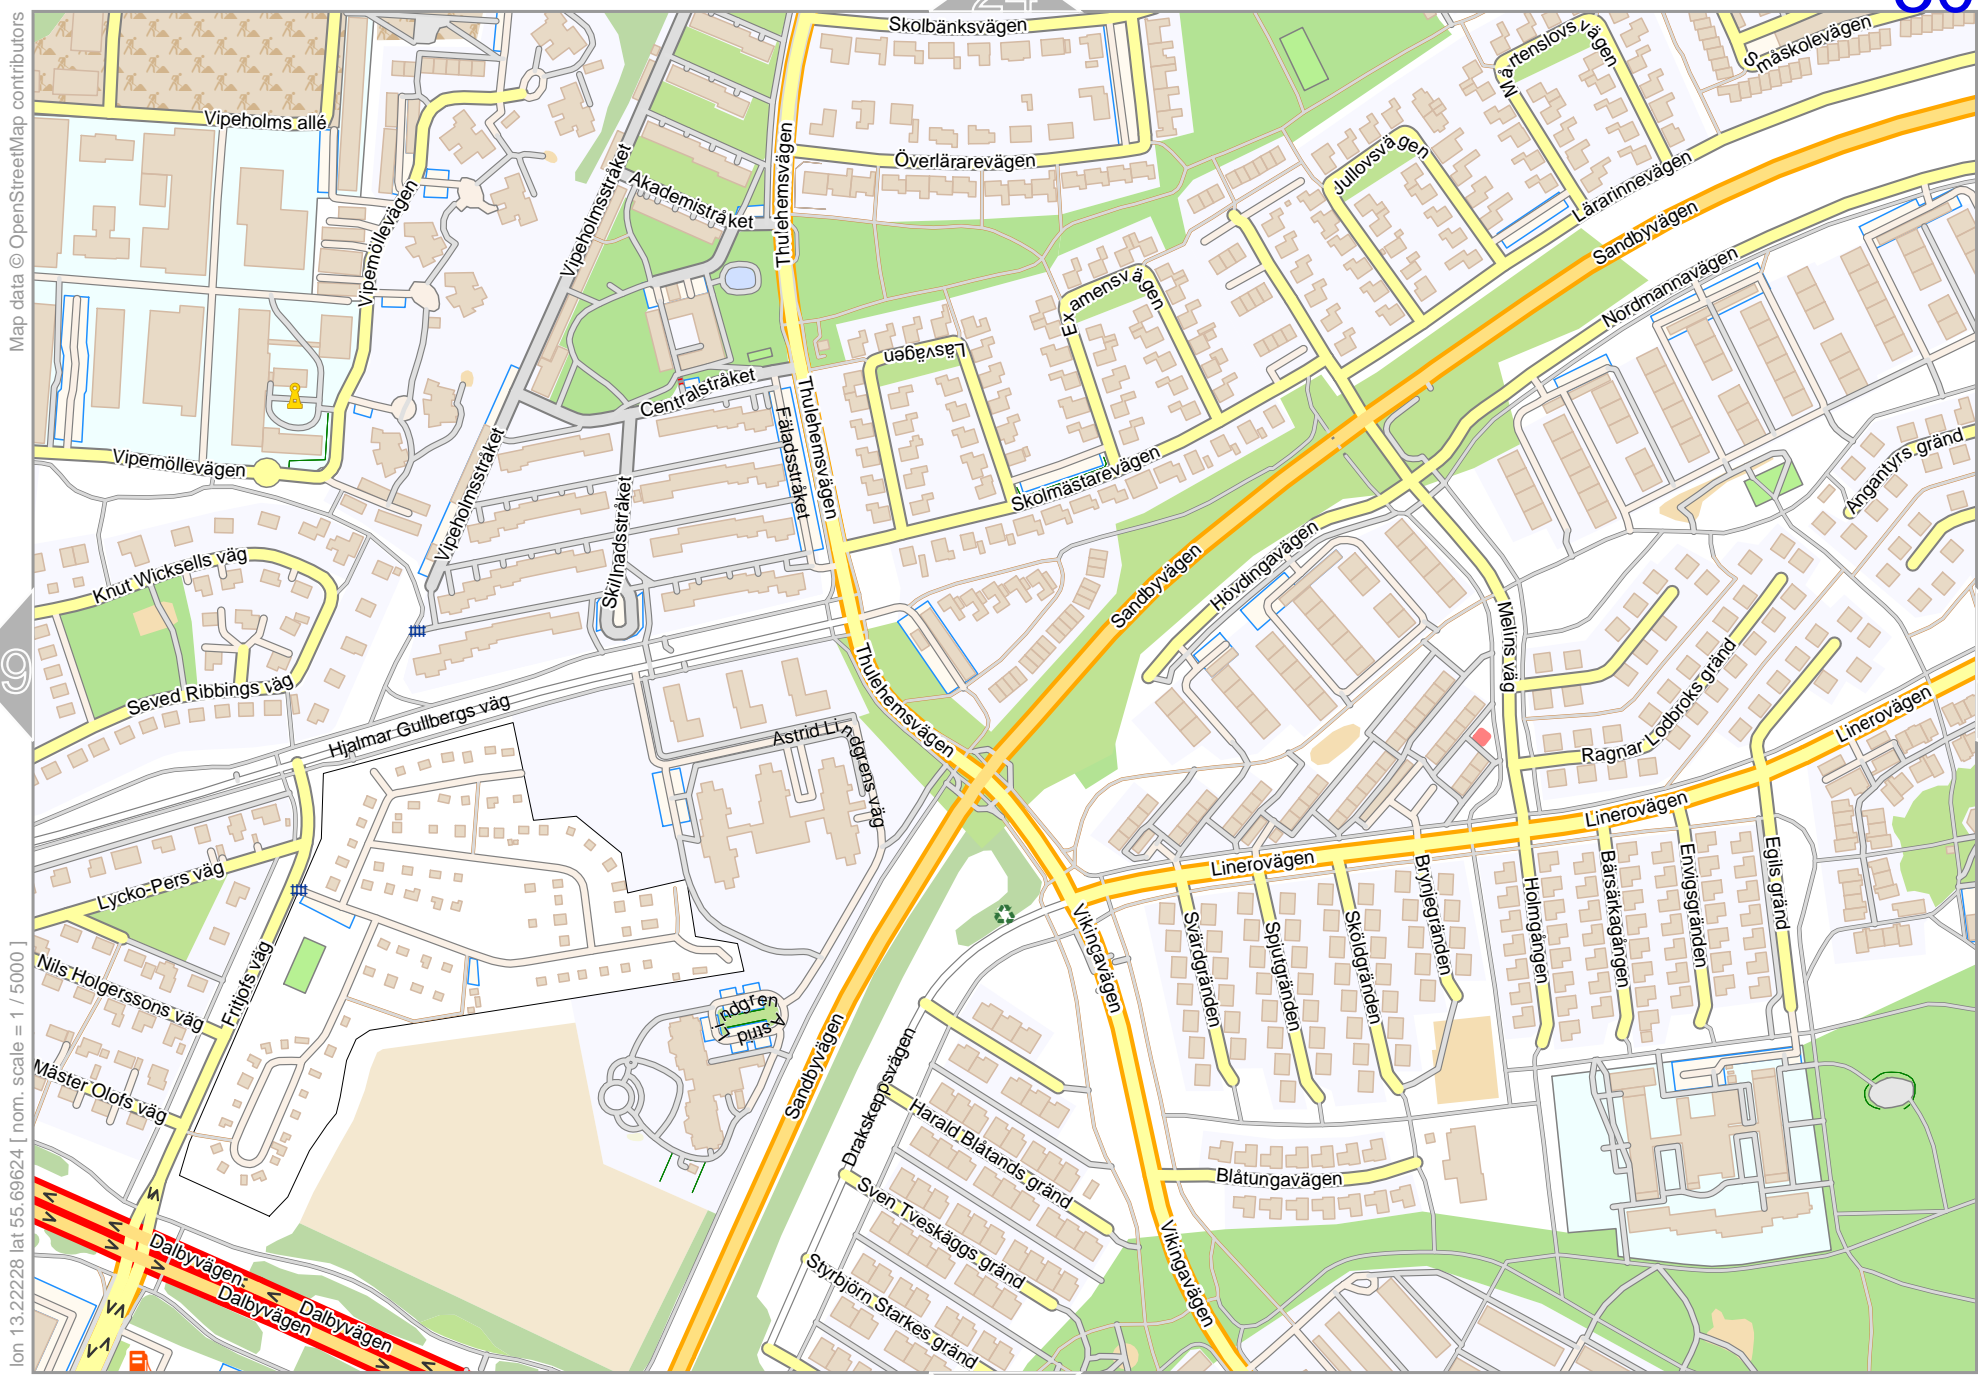 Map data © OpenStreetMap contributors
lon 13.22228 lat 55.69624 [ nom. scale = 1 / 5000 ]
9
Skolbänksvägen
Mårtenslovs vägen
Småskolevägen
Vipeholms allé
Vipeholmsstråket
Thulehemsvägen
Överlärarevägen
Jullovsvägen
Akademistråket
Lärarinnevägen
Sandbyvägen
Vipemöllevägen
Nordmannavägen
Examensvägen
Läsvägen
Centralstråket
Fäladsstråket
Thulehemsvägen
Vipemöllevägen
Vipeholmsstråket
Skolmästarevägen
Angantyrs gränd
Skillnadsstråket
Knut Wicksells väg
Sandbyvägen
Hövdingavägen
Melins väg
Seved Ribbings väg
Hjalmar Gullbergs väg
Thulehemsvägen
Astrid Lindgrens väg
Ragnar Lodbroks gränd
Linerovägen
Linerovägen
Linerovägen
Lycko-Pers väg
Svärdgränden
Spjutgränden
Sköldgränden
Brynjegränden
Holmgången
Bärsärkagången
Envigsgränden
Egils gränd
Vikingavägen
Nils Holgerssons väg
Fritiofs väg
Mäster Olofs väg
Sandbyvägen
Drakskeppsvägen
Harald Blåtands gränd
Blåtungavägen
Sven Tveskäggs gränd
Vikingavägen
Styrbjörn Starkes gränd
Dalbyvägen
Dalbyvägen
Dalbyvägen